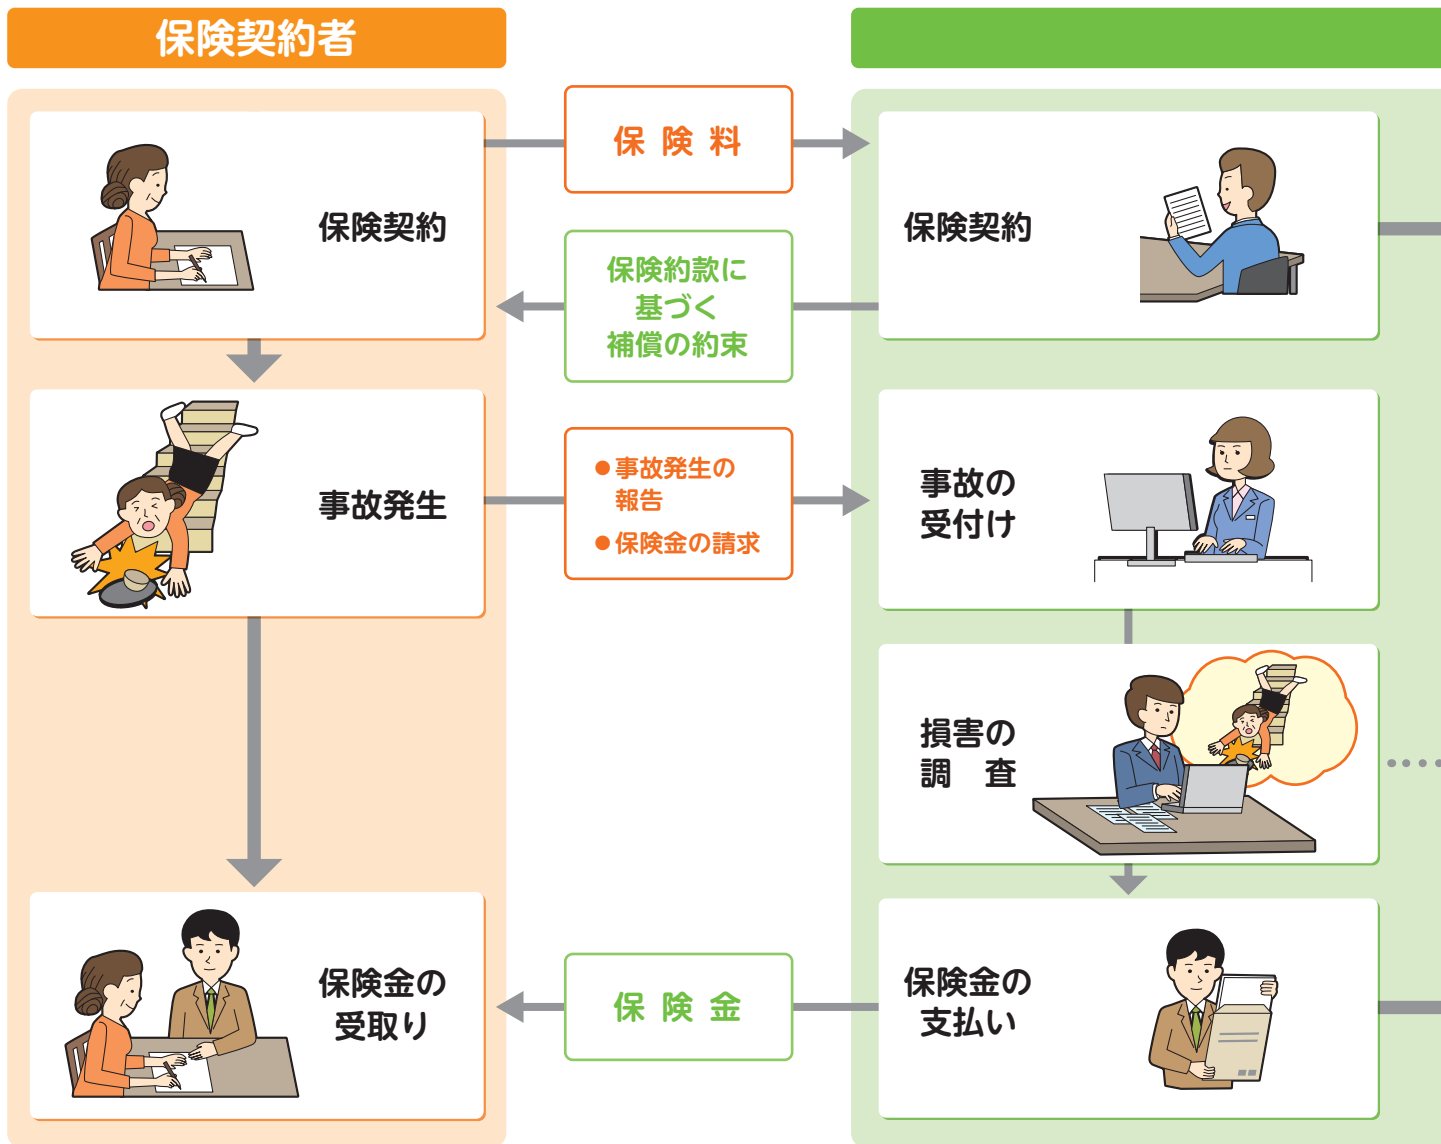 保険契約者
保険契約
保険料
保険契約
保険約款に
基づく
補償の約束
事故発生
●事故発生の
報告
●保険金の請求
事故の
受付け
損害の
調　査
保険金の
受取り
保険金
保険金の
支払い